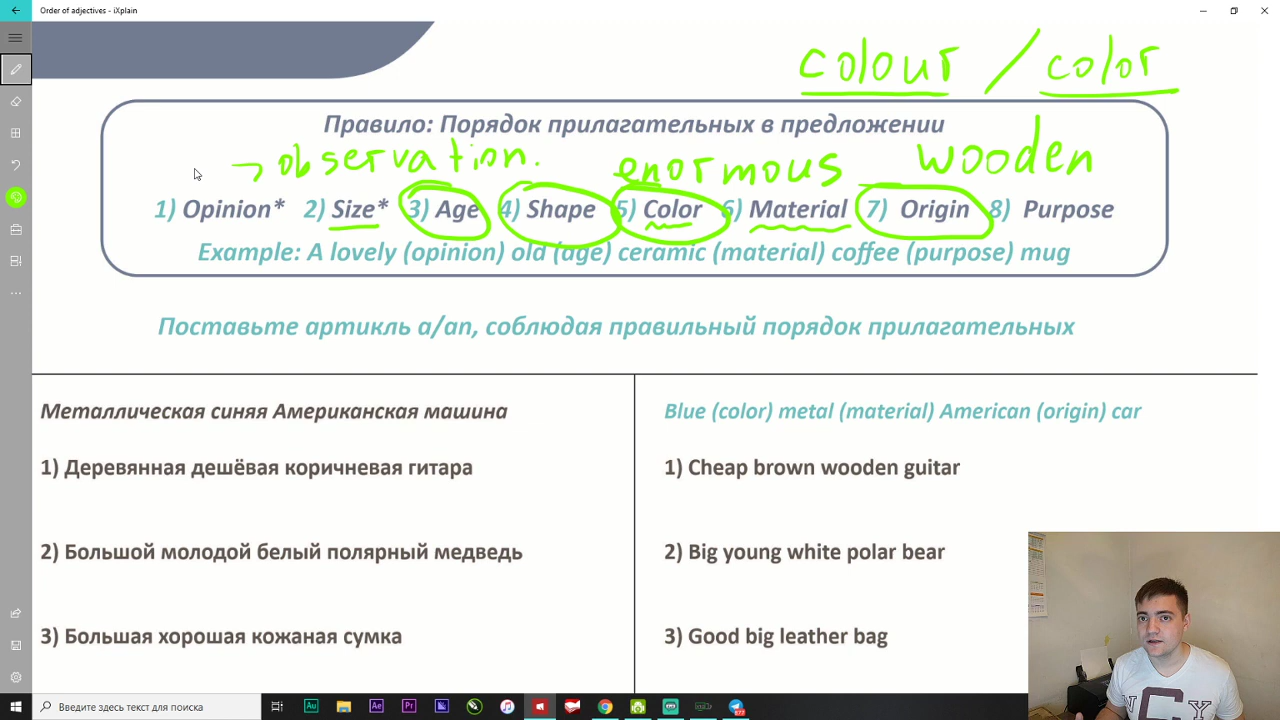 Order of adjectives - iXplain
colour / color
Правило: Порядок прилагательных в предложении
→ observation. enormous wooden
1) Opinion* 2) Size* 3) Age 4) Shape 5) Color 6) Material 7) Origin 8) Purpose
Example: A lovely (opinion) old (age) ceramic (material) coffee (purpose) mug
Поставьте артикль a/an, соблюдая правильный порядок прилагательных
Металлическая синяя Американская машина
1) Деревянная дешёвая коричневая гитара
2) Большой молодой белый полярный медведь
3) Большая хорошая кожаная сумка
Blue (color) metal (material) American (origin) car
1) Cheap brown wooden guitar
2) Big young white polar bear
3) Good big leather bag
Введите здесь текст для поиска
Au
Ae
Pr